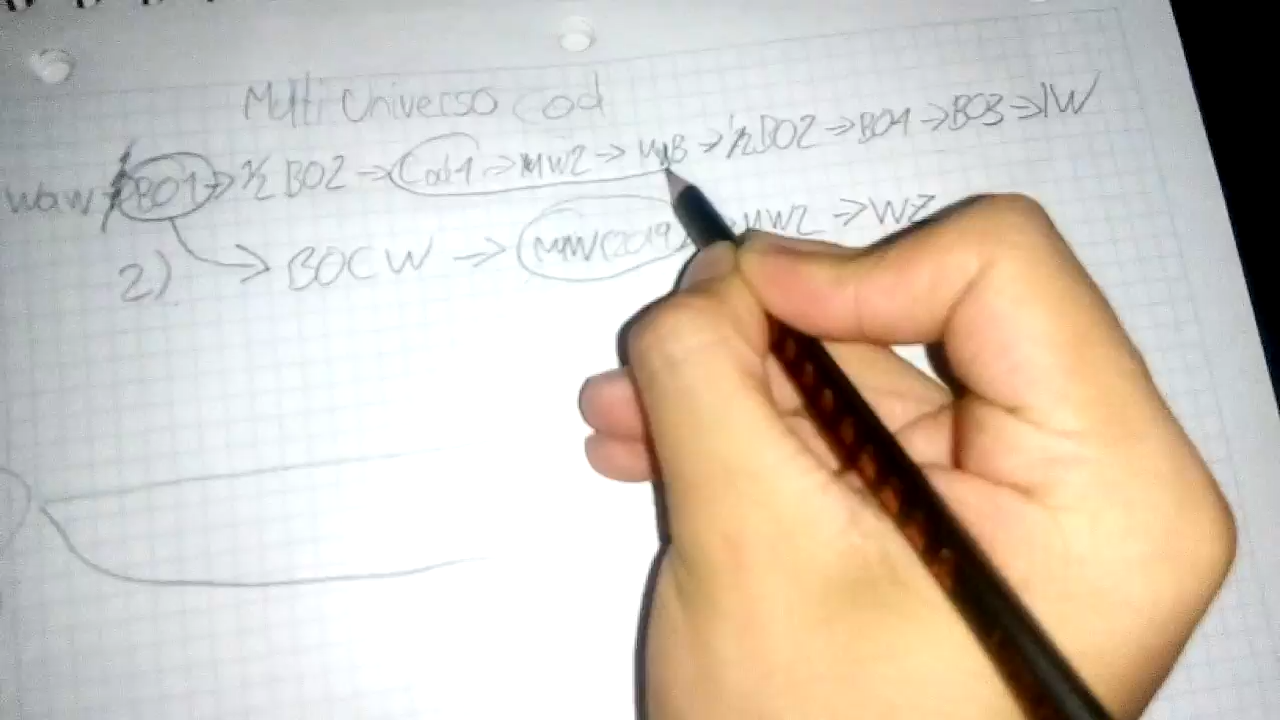 Multi Universo Cod
waw → BO1 → 1/2 BO2 → Cod4 → MW2 → MW3 → 1/2 BO2 → BO4 → BO3 → IW
2) → BOCW → MW(2019) → MW2 → WZ